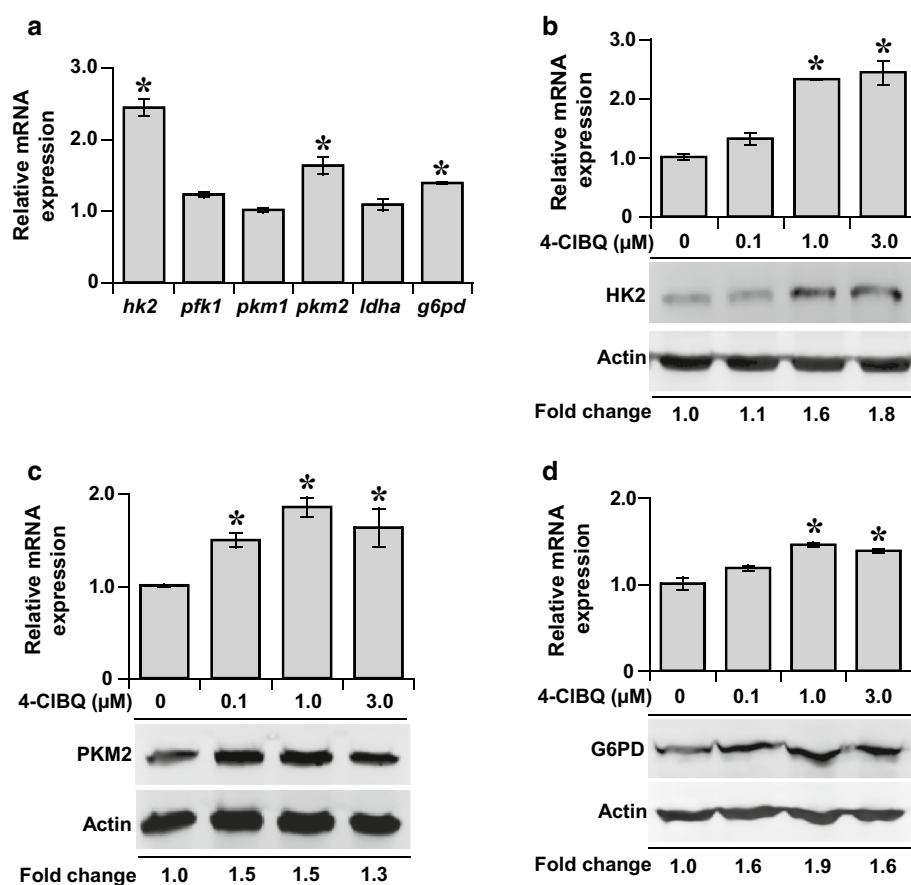 a
Relative mRNA expression
3.0
2.0
1.0
0
*
*
*
hk2 pfk1 pkm1 pkm2 ldha g6pd
b
Relative mRNA expression
3.0
2.0
1.0
0
*
*
4-ClBQ (µM) 0 0.1 1.0 3.0
HK2
Actin
Fold change 1.0 1.1 1.6 1.8
c
Relative mRNA expression
2.0
1.0
0
*
*
*
4-ClBQ (µM) 0 0.1 1.0 3.0
PKM2
Actin
Fold change 1.0 1.5 1.5 1.3
d
Relative mRNA expression
2.0
1.0
0
*
*
4-ClBQ (µM) 0 0.1 1.0 3.0
G6PD
Actin
Fold change 1.0 1.6 1.9 1.6